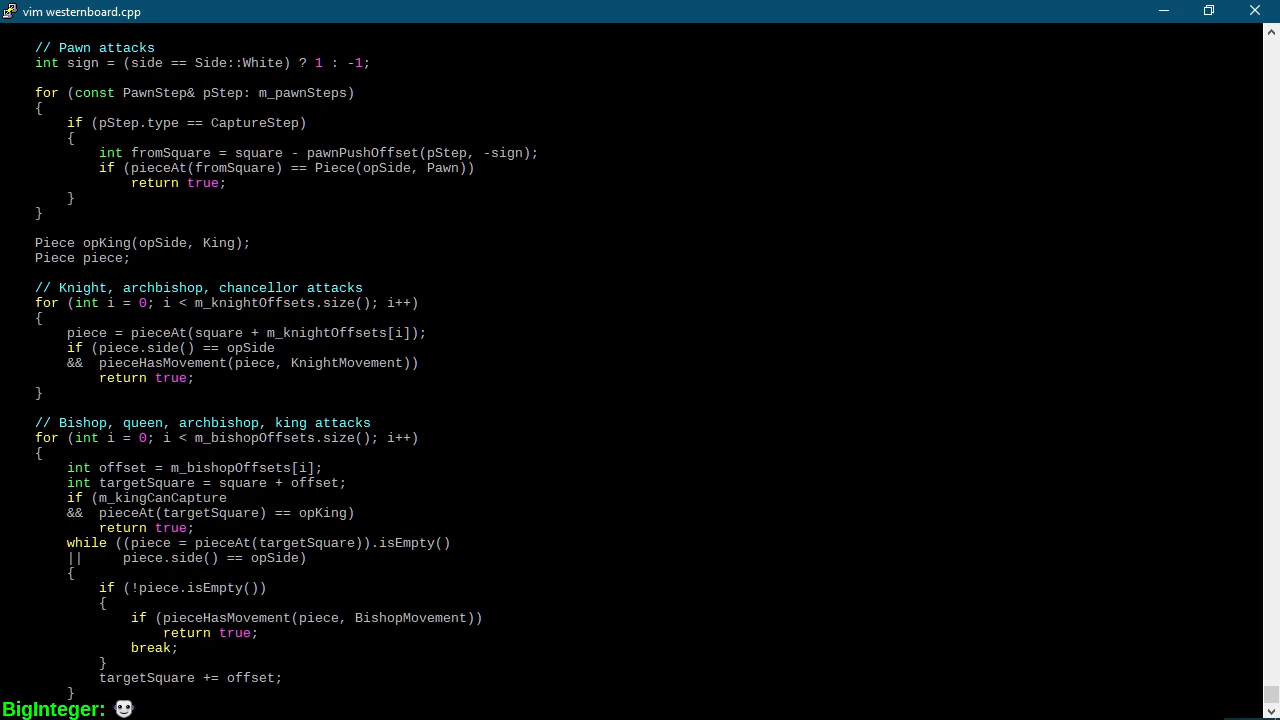 vim westernboard.cpp
// Pawn attacks
int sign = (side == Side::White) ? 1 : -1;
for (const PawnStep& pStep: m_pawnSteps)
{
if (pStep.type == CaptureStep)
{
int fromSquare = square - pawnPushOffset(pStep, -sign);
if (pieceAt(fromSquare) == Piece(opSide, Pawn))
return true;
}
}
Piece opKing(opSide, King);
Piece piece;
// Knight, archbishop, chancellor attacks
for (int i = 0; i < m_knightOffsets.size(); i++)
{
piece = pieceAt(square + m_knightOffsets[i]);
if (piece.side() == opSide
&&  pieceHasMovement(piece, KnightMovement))
return true;
}
// Bishop, queen, archbishop, king attacks
for (int i = 0; i < m_bishopOffsets.size(); i++)
{
int offset = m_bishopOffsets[i];
int targetSquare = square + offset;
if (m_kingCanCapture
&&  pieceAt(targetSquare) == opKing)
return true;
while ((piece = pieceAt(targetSquare)).isEmpty()
||     piece.side() == opSide)
{
if (!piece.isEmpty())
{
if (pieceHasMovement(piece, BishopMovement))
return true;
break;
}
targetSquare += offset;
}
BigInteger: